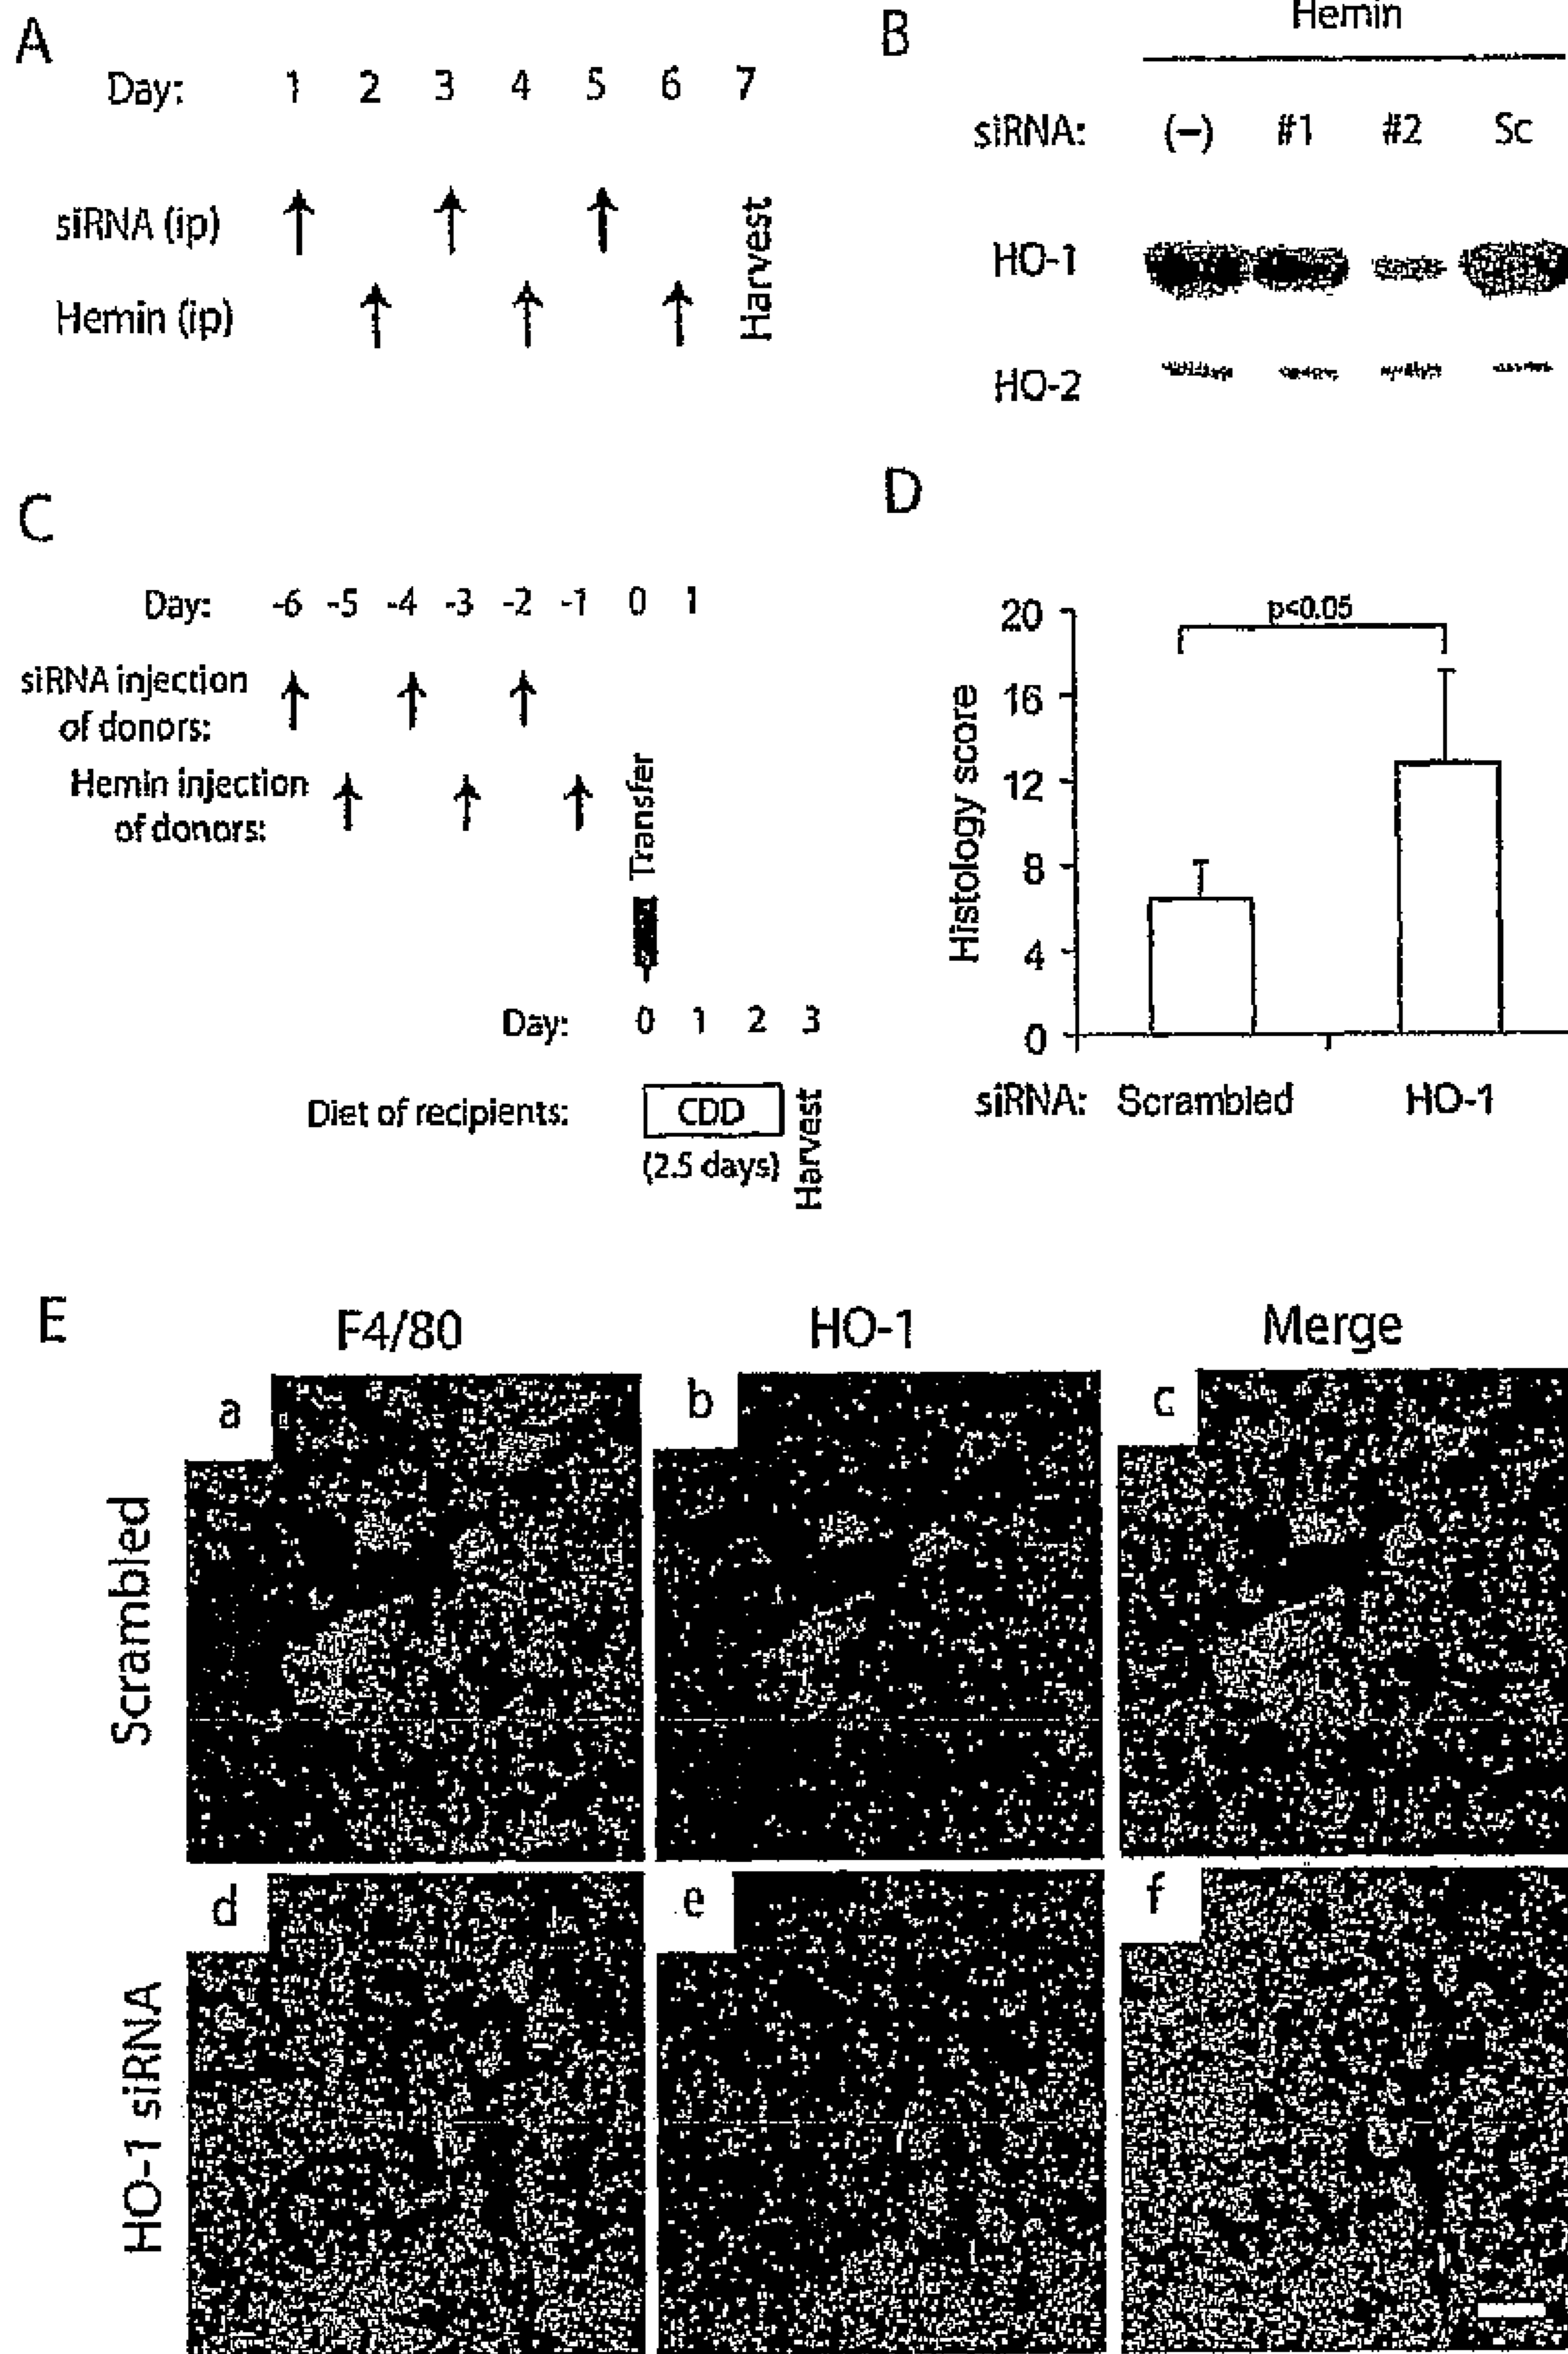 A
Day: 1 2 3 4 5 6 7
siRNA (ip)
Hemin (ip)
Harvest
B
Hemin
siRNA: (−) #1 #2 Sc
HO-1
HO-2
C
Day: -6 -5 -4 -3 -2 -1 0 1
siRNA injection
of donors:
Hemin injection
of donors:
Transfer
Day: 0 1 2 3
Diet of recipients: CDD
(2.5 days)
Harvest
D
p<0.05
Histology score
20
16
12
8
4
0
siRNA: Scrambled HO-1
E
F4/80 HO-1 Merge
Scrambled
a b c
HO-1 siRNA
d e f